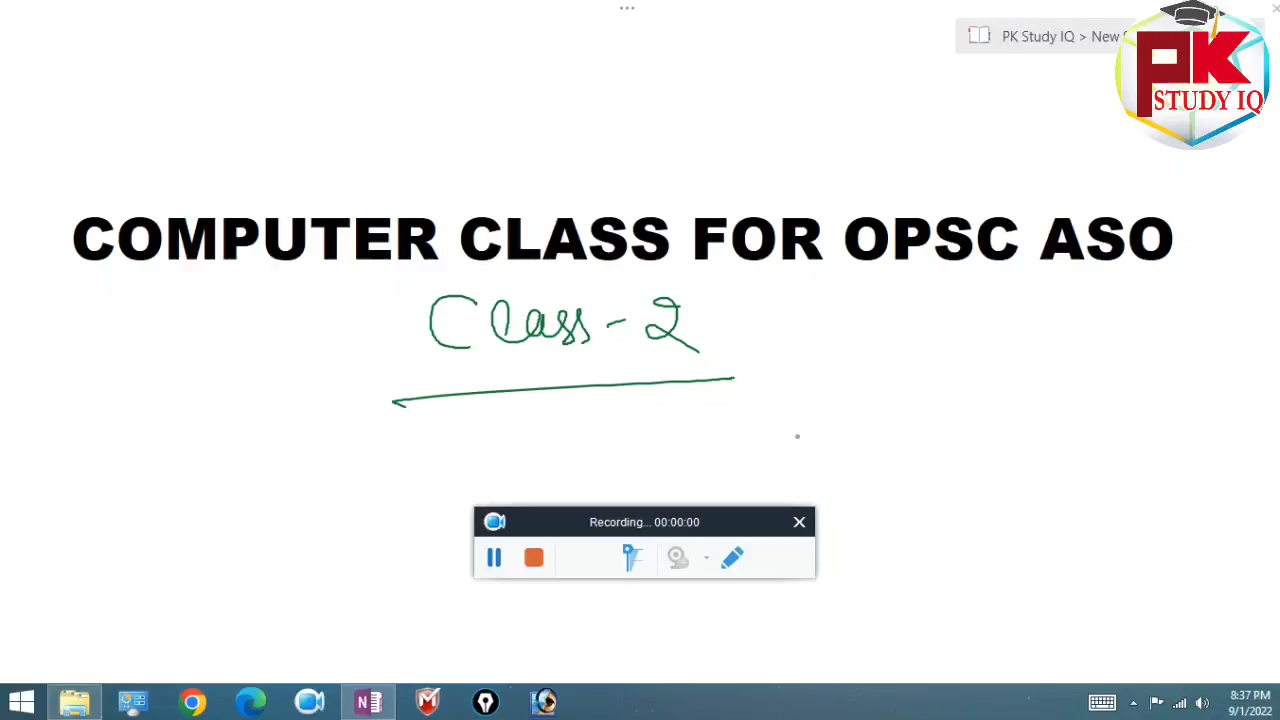 PK Study IQ > New
PK
STUDY IQ
COMPUTER CLASS FOR OPSC ASO
Class - 2
Recording... 00:00:00
8:37 PM
9/1/2022